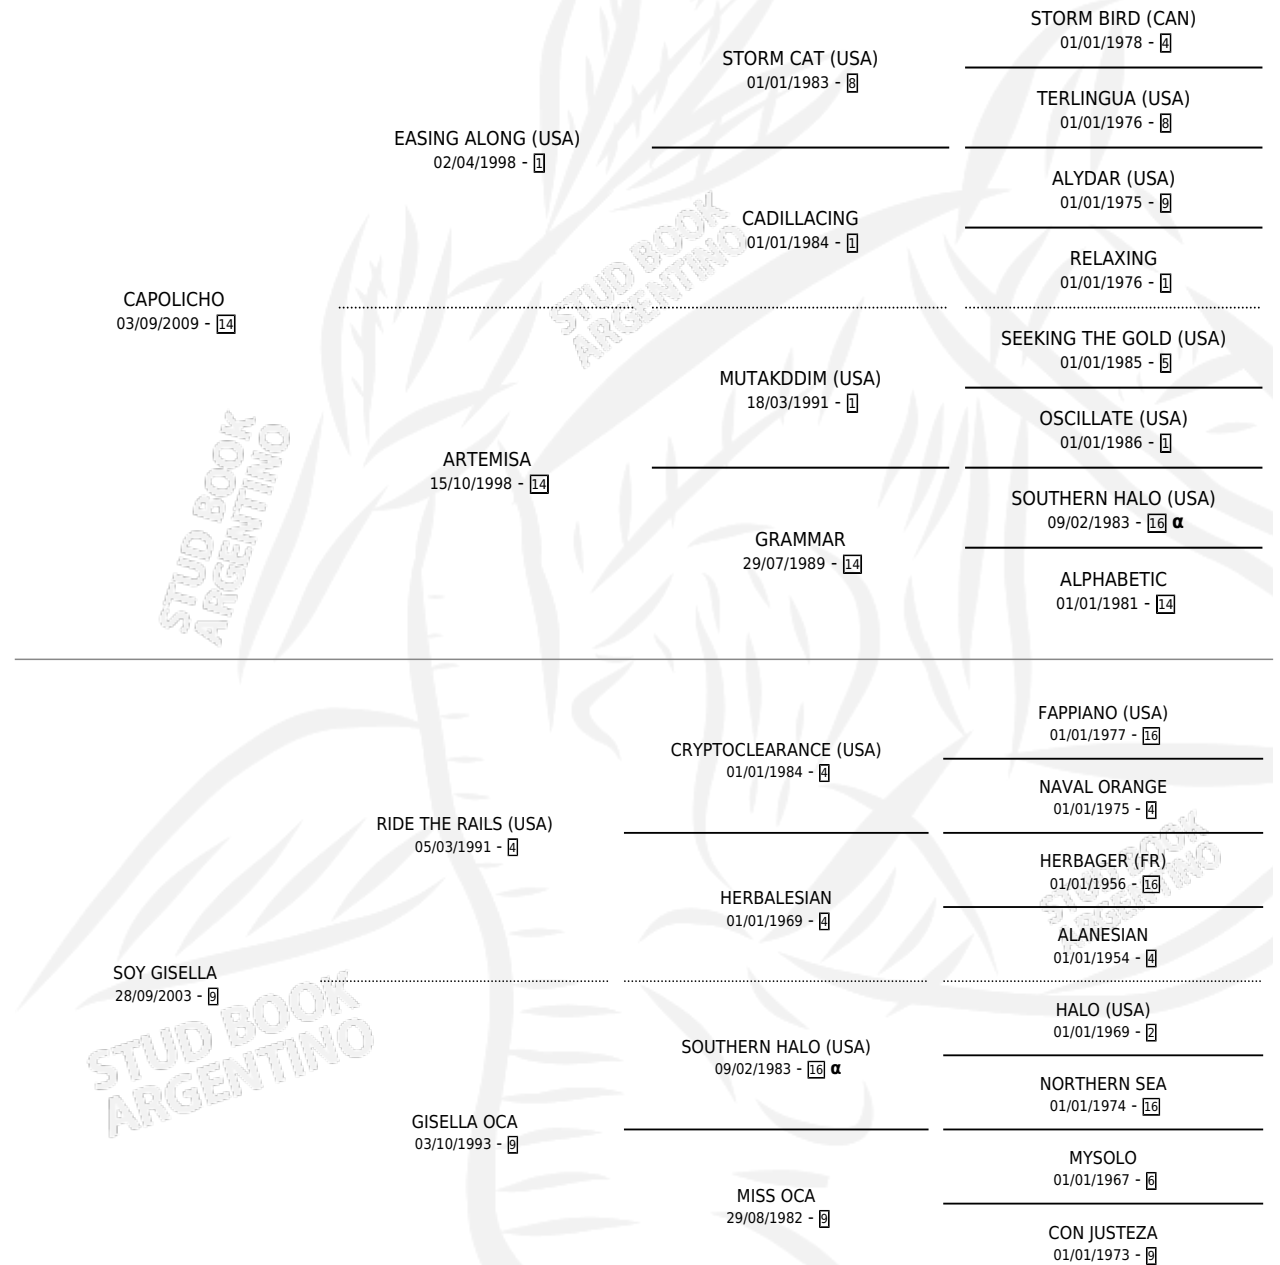 STORM BIRD (CAN)
01/01/1978 - 4
STORM CAT (USA)
01/01/1983 - 8
TERLINGUA (USA)
01/01/1976 - 8
EASING ALONG (USA)
02/04/1998 - 1
ALYDAR (USA)
01/01/1975 - 9
CADILLACING
01/01/1984 - 1
RELAXING
01/01/1976 - 1
CAPOLICHO
03/09/2009 - 14
SEEKING THE GOLD (USA)
01/01/1985 - 5
MUTAKDDIM (USA)
18/03/1991 - 1
OSCILLATE (USA)
01/01/1986 - 1
ARTEMISA
15/10/1998 - 14
SOUTHERN HALO (USA)
09/02/1983 - 16 α
GRAMMAR
29/07/1989 - 14
ALPHABETIC
01/01/1981 - 14
FAPPIANO (USA)
01/01/1977 - 16
CRYPTOCLEARANCE (USA)
01/01/1984 - 4
NAVAL ORANGE
01/01/1975 - 4
RIDE THE RAILS (USA)
05/03/1991 - 4
HERBAGER (FR)
01/01/1956 - 16
HERBALESIAN
01/01/1969 - 4
ALANESIAN
01/01/1954 - 4
SOY GISELLA
28/09/2003 - 9
HALO (USA)
01/01/1969 - 2
SOUTHERN HALO (USA)
09/02/1983 - 16 α
NORTHERN SEA
01/01/1974 - 16
GISELLA OCA
03/10/1993 - 9
MYSOLO
01/01/1967 - 6
MISS OCA
29/08/1982 - 9
CON JUSTEZA
01/01/1973 - 9
STUD BOOK
ARGENTINO
STUD BOOK
ARGENTINO
STUD BOOK
ARGENTINO
STUD BOOK
ARGENTINO